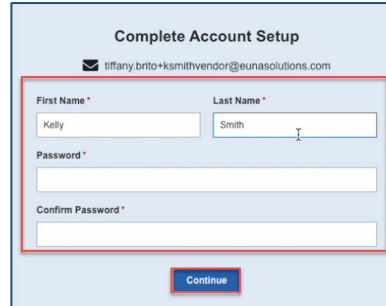 Complete Account Setup
tiffany.brito+ksmithvendor@eunasolutions.com
First Name * Last Name *
Kelly Smith
Password *
Confirm Password *
Continue